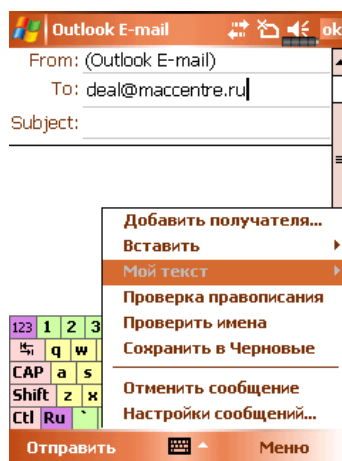 Outlook E-mail
ok
From: (Outlook E-mail)
To: deal@maccentre.ru
Subject:
Добавить получателя...
Вставить
Мой текст
Проверка правописания
Проверить имена
Сохранить в Черновые
Отменить сообщение
Настройки сообщений...
123 1 2 3
q w
CAP a s
Shift z x
Ctl Ru `
Отправить Меню